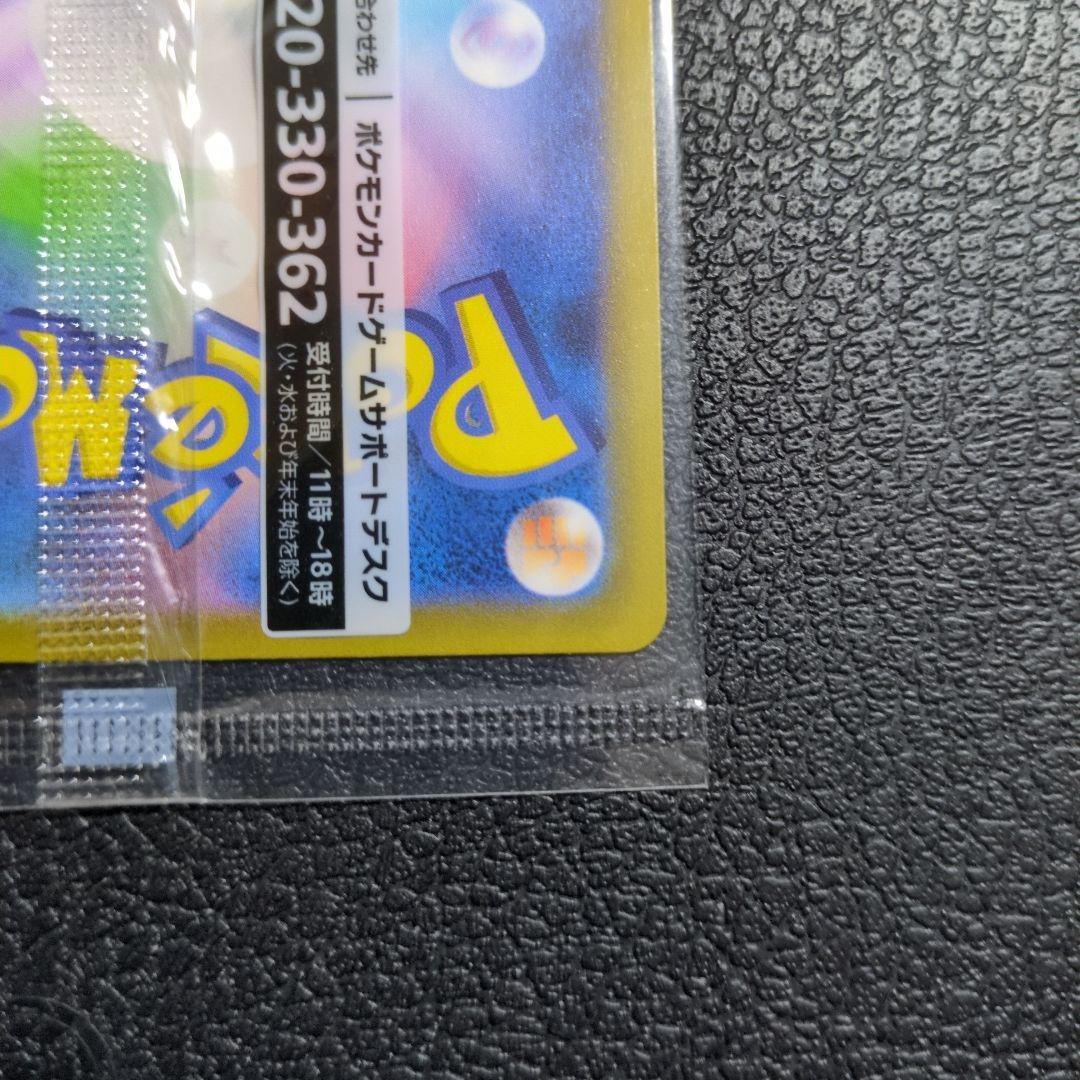 合わせ先 | ポケモンカードゲームサポートデスク
20-330-362
受付時間/11時~18時
(火・水および年末年始を除く)
Pokém